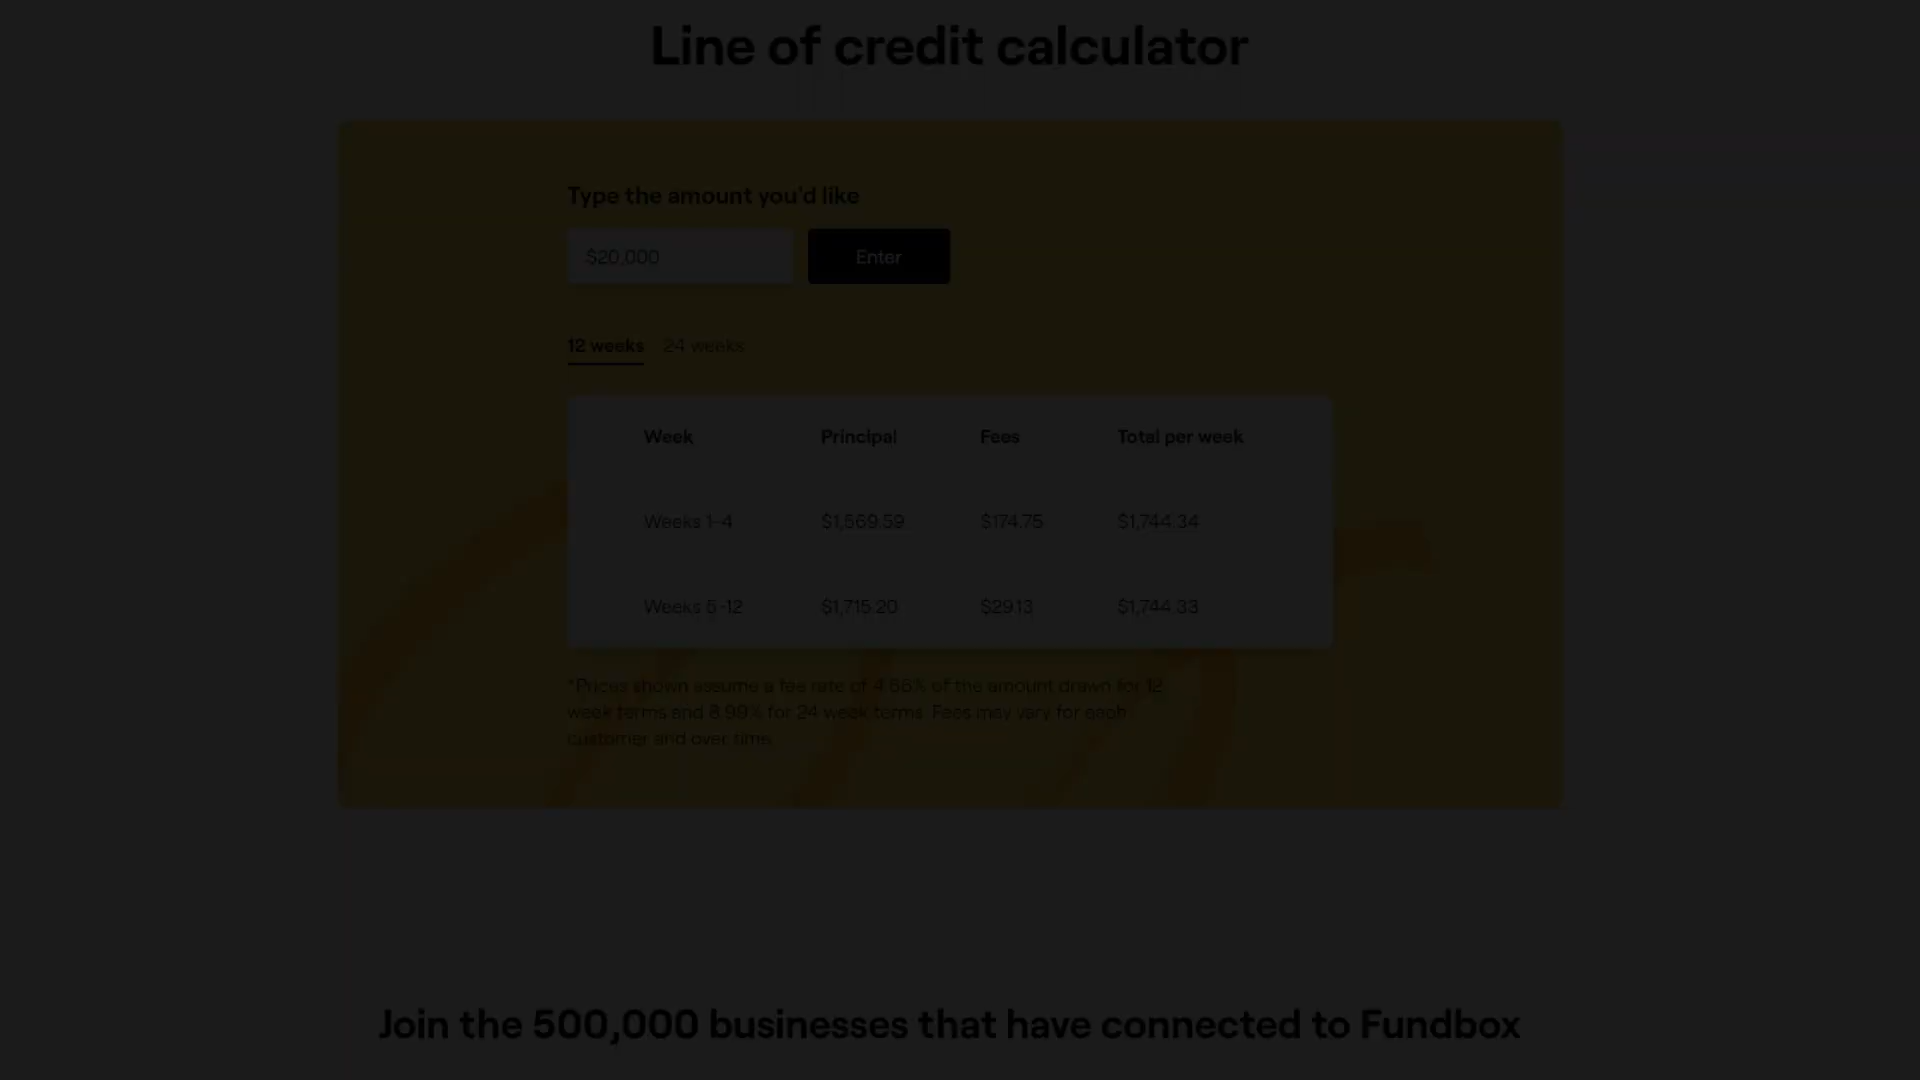 Line of credit calculator
Type the amount you'd like
$20,000 Enter
12 weeks 24 weeks
Week Principal Fees Total per week
Weeks 1-4 $1,569.59 $174.75 $1,744.34
Weeks 5-12 $1,715.20 $29.13 $1,744.33
*Prices shown assume a fee rate of 4.66% of the amount drawn for 12
week terms and 8.99% for 24 week terms. Fees may vary for each
customer and over time.
Join the 500,000 businesses that have connected to Fundbox